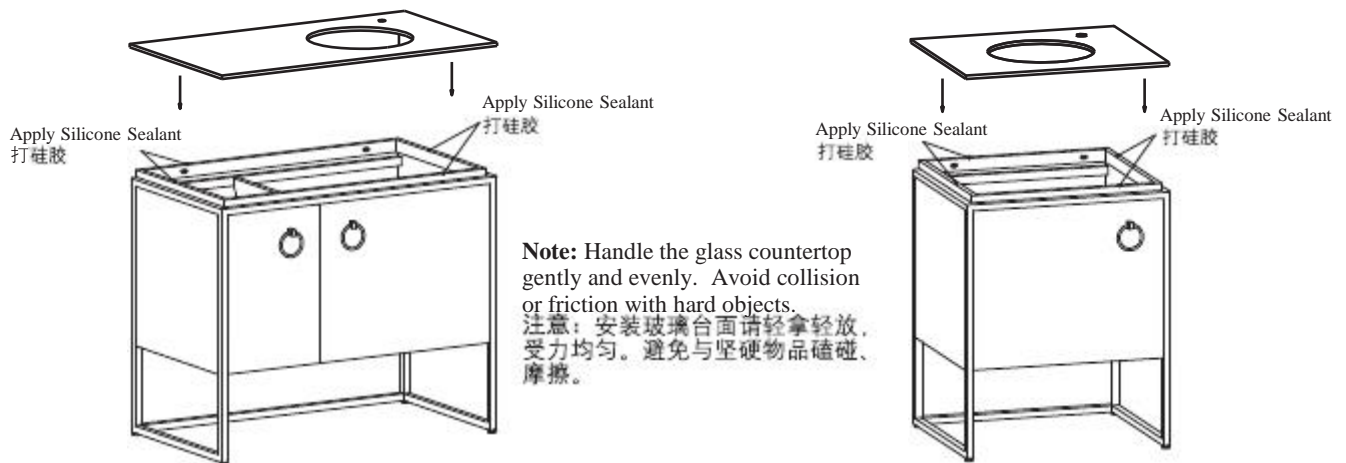 Apply Silicone Sealant
打硅胶
Apply Silicone Sealant
打硅胶
Note: Handle the glass countertop
gently and evenly. Avoid collision
or friction with hard objects.
注意：安装玻璃台面请轻拿轻放，
受力均匀。避免与坚硬物品磕碰、
摩擦。
Apply Silicone Sealant
打硅胶
Apply Silicone Sealant
打硅胶